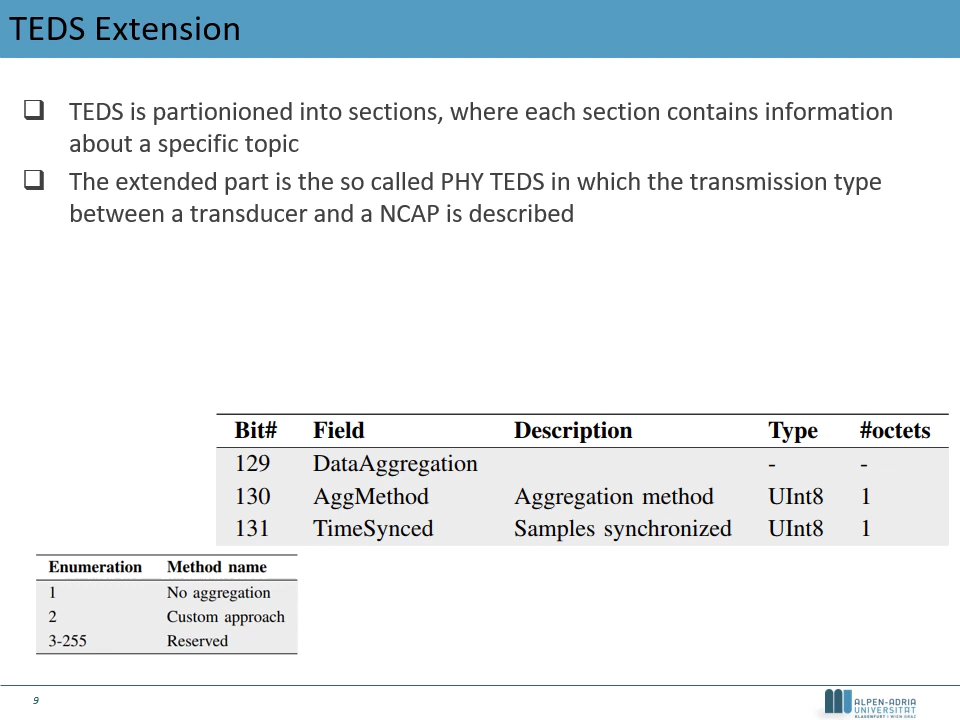 TEDS Extension
TEDS is partionioned into sections, where each section contains information
about a specific topic
The extended part is the so called PHY TEDS in which the transmission type
between a transducer and a NCAP is described
Bit# Field Description Type #octets
129 DataAggregation - -
130 AggMethod Aggregation method UInt8 1
131 TimeSynced Samples synchronized UInt8 1
Enumeration Method name
1 No aggregation
2 Custom approach
3-255 Reserved
9
ALPEN-ADRIA
UNIVERSITÄT
KLAGENFURT | WIEN GRAZ